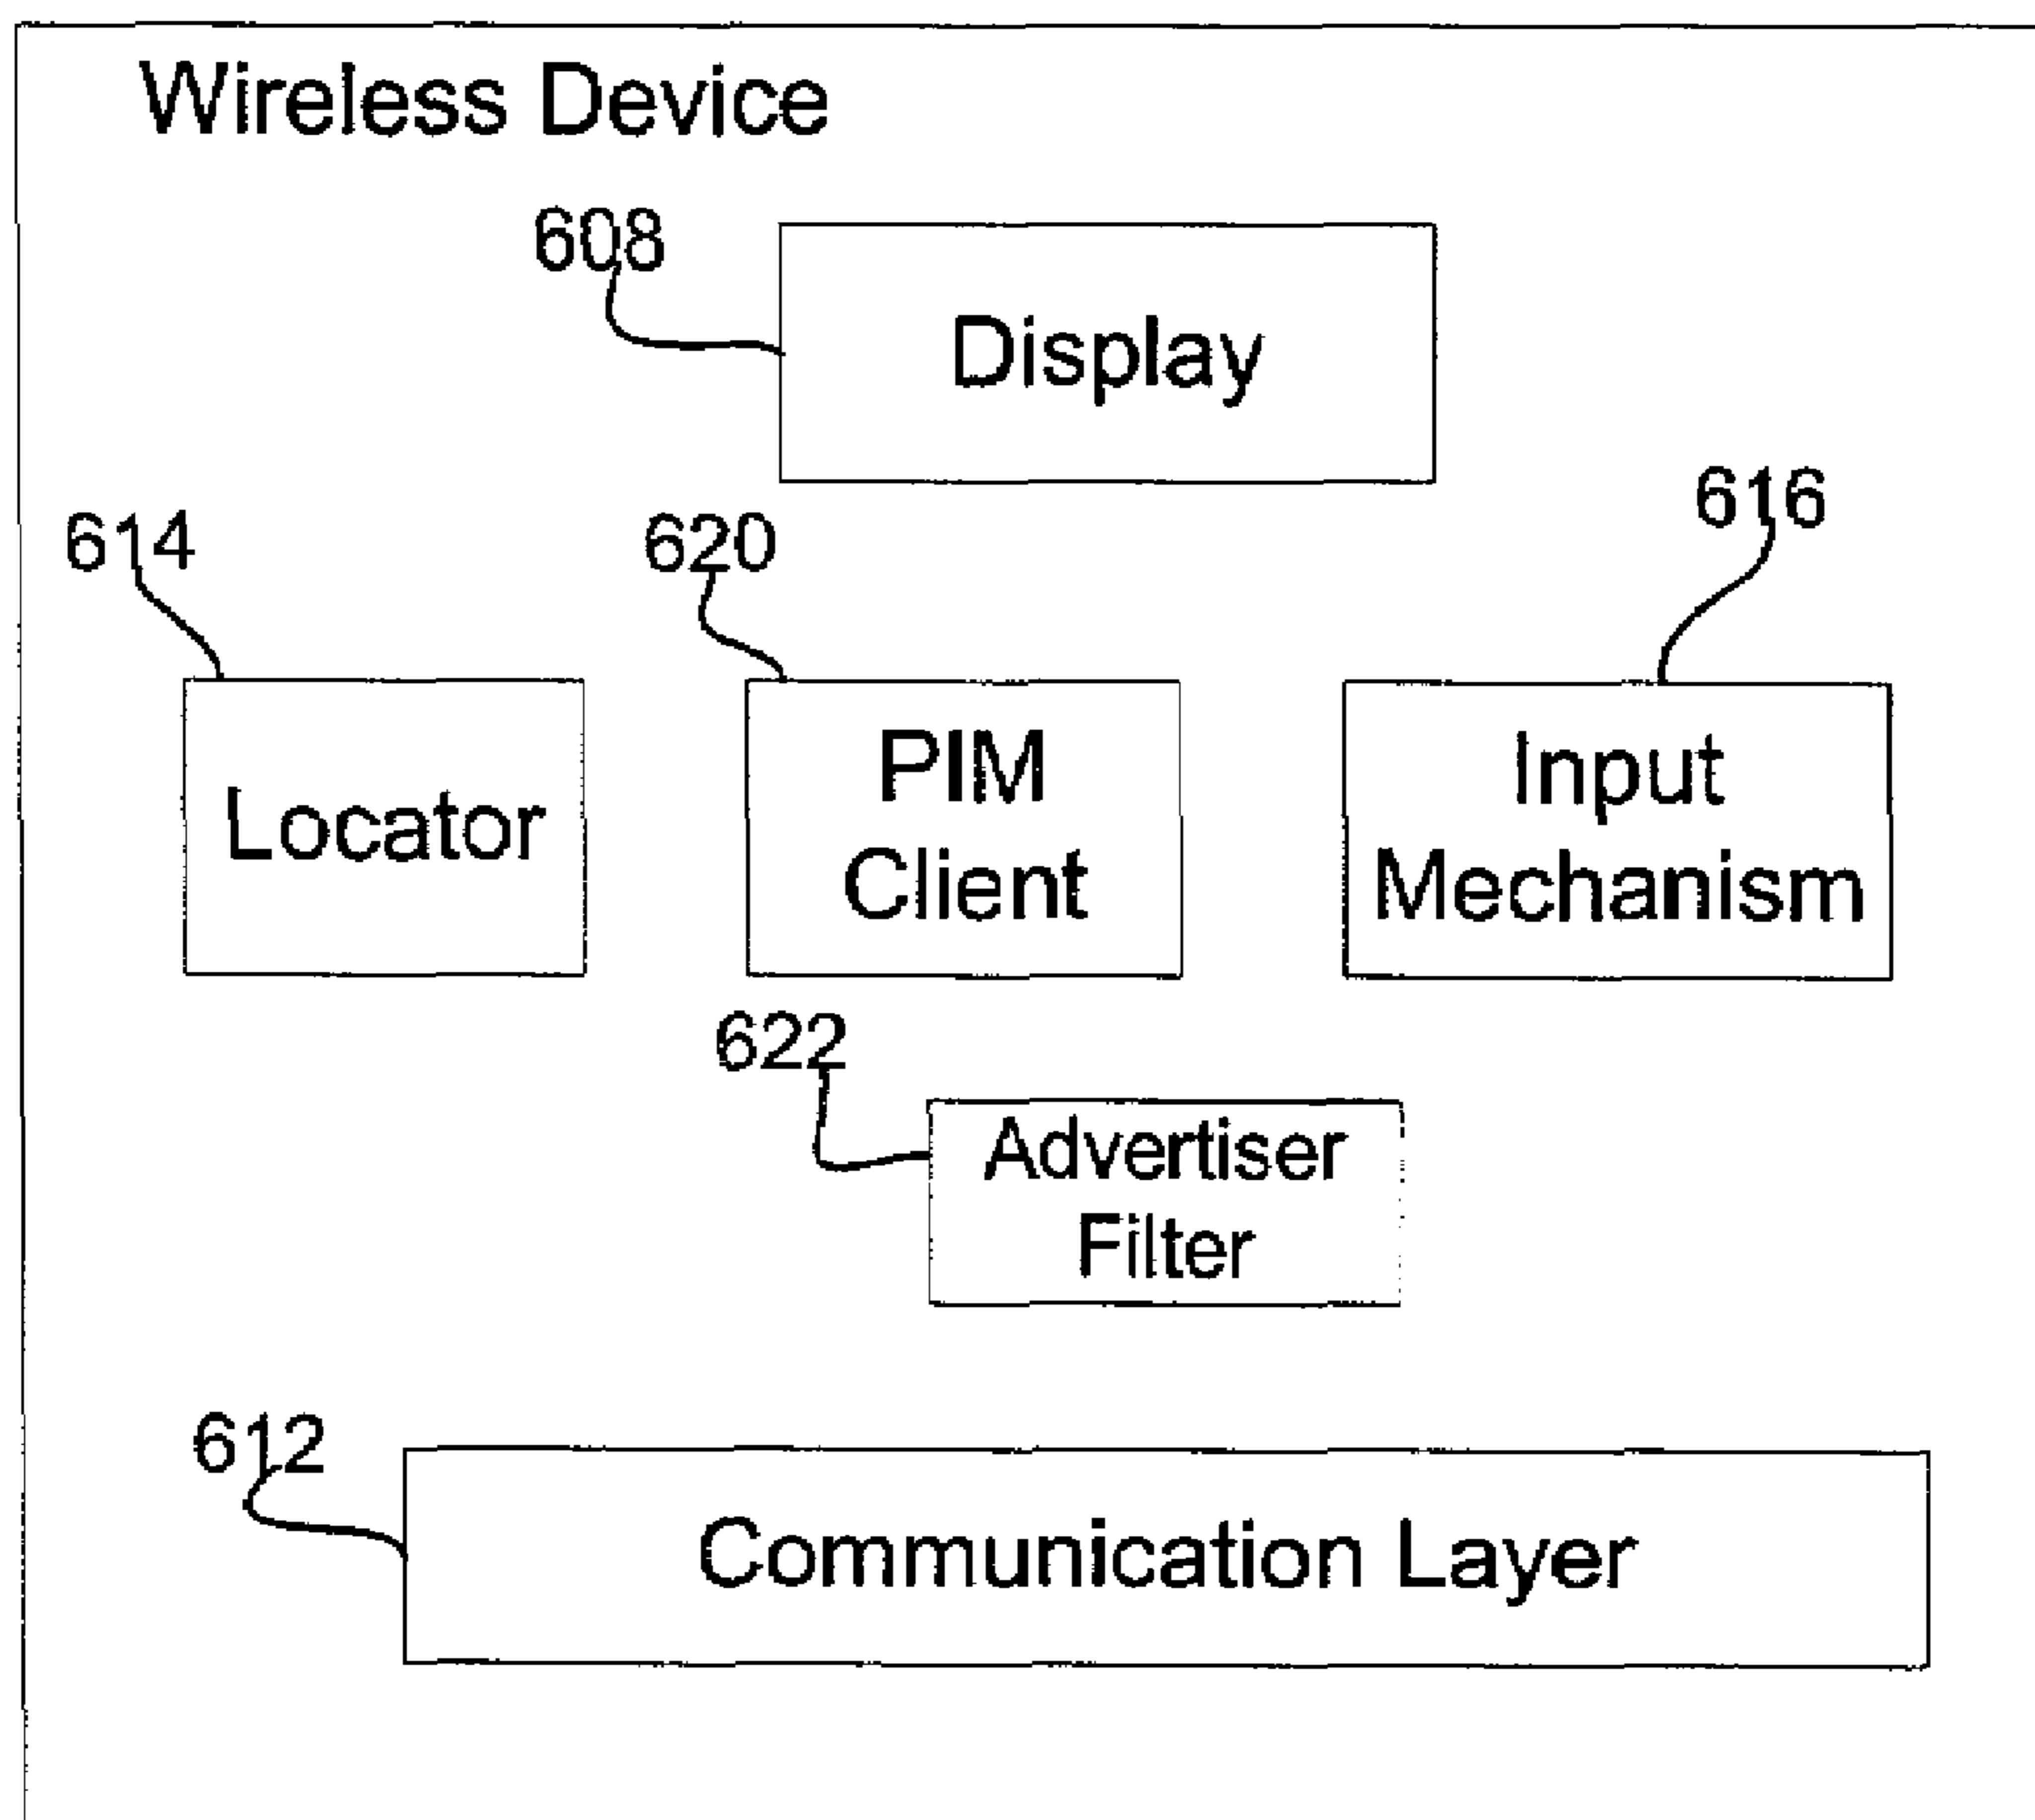 Wireless Device
608
Display
614
620
616
Locator
PIM
Client
Input
Mechanism
622
Advertiser
Filter
612
Communication Layer